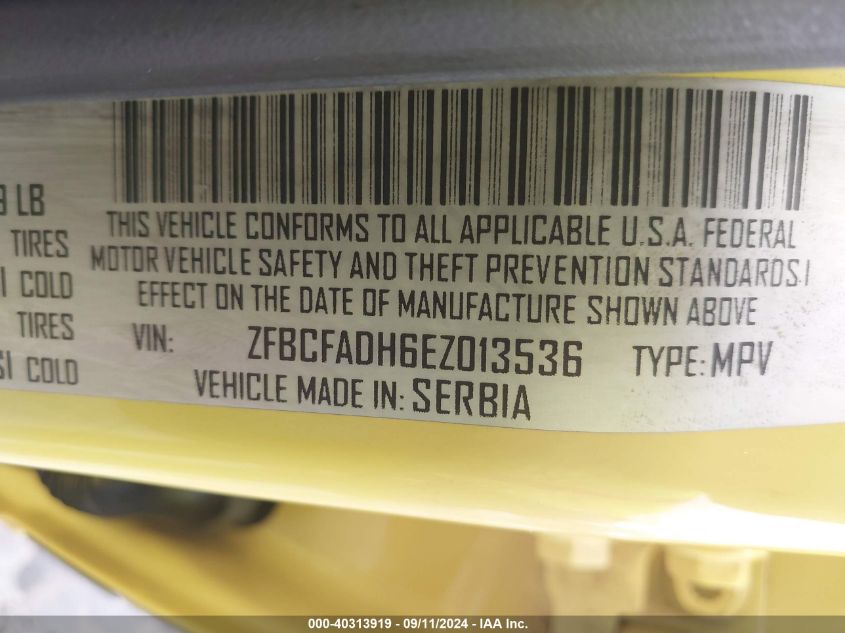 8 LB
TIRES
I COLD
TIRES
SI COLD
THIS VEHICLE CONFORMS TO ALL APPLICABLE U.S.A. FEDERAL
MOTOR VEHICLE SAFETY AND THEFT PREVENTION STANDARDS I
EFFECT ON THE DATE OF MANUFACTURE SHOWN ABOVE
VIN: ZFBCFADH6EZ013536 TYPE: MPV
VEHICLE MADE IN: SERBIA
000-40313919 - 09/11/2024 - IAA Inc.